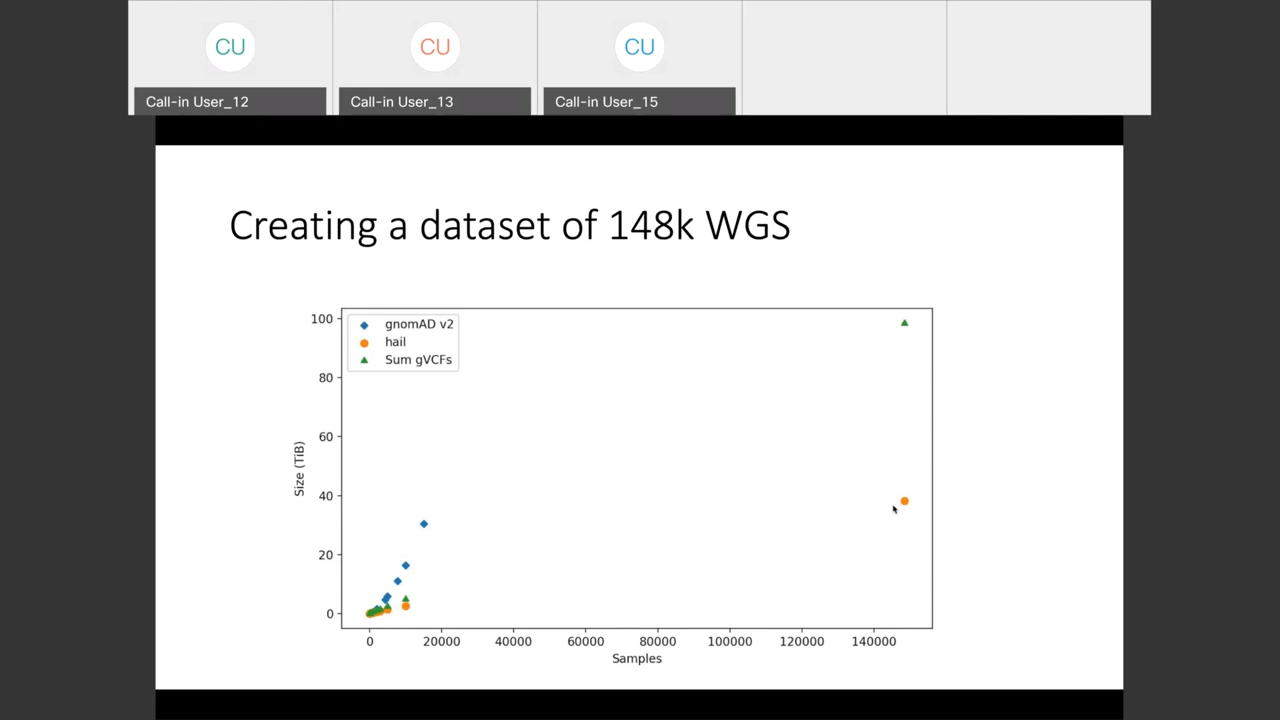 CU
CU
CU
Call-in User_12
Call-in User_13
Call-in User_15
Creating a dataset of 148k WGS
gnomAD v2
hail
Sum gVCFs
100
80
60
40
20
0
Size (TiB)
0 20000 40000 60000 80000 100000 120000 140000
Samples